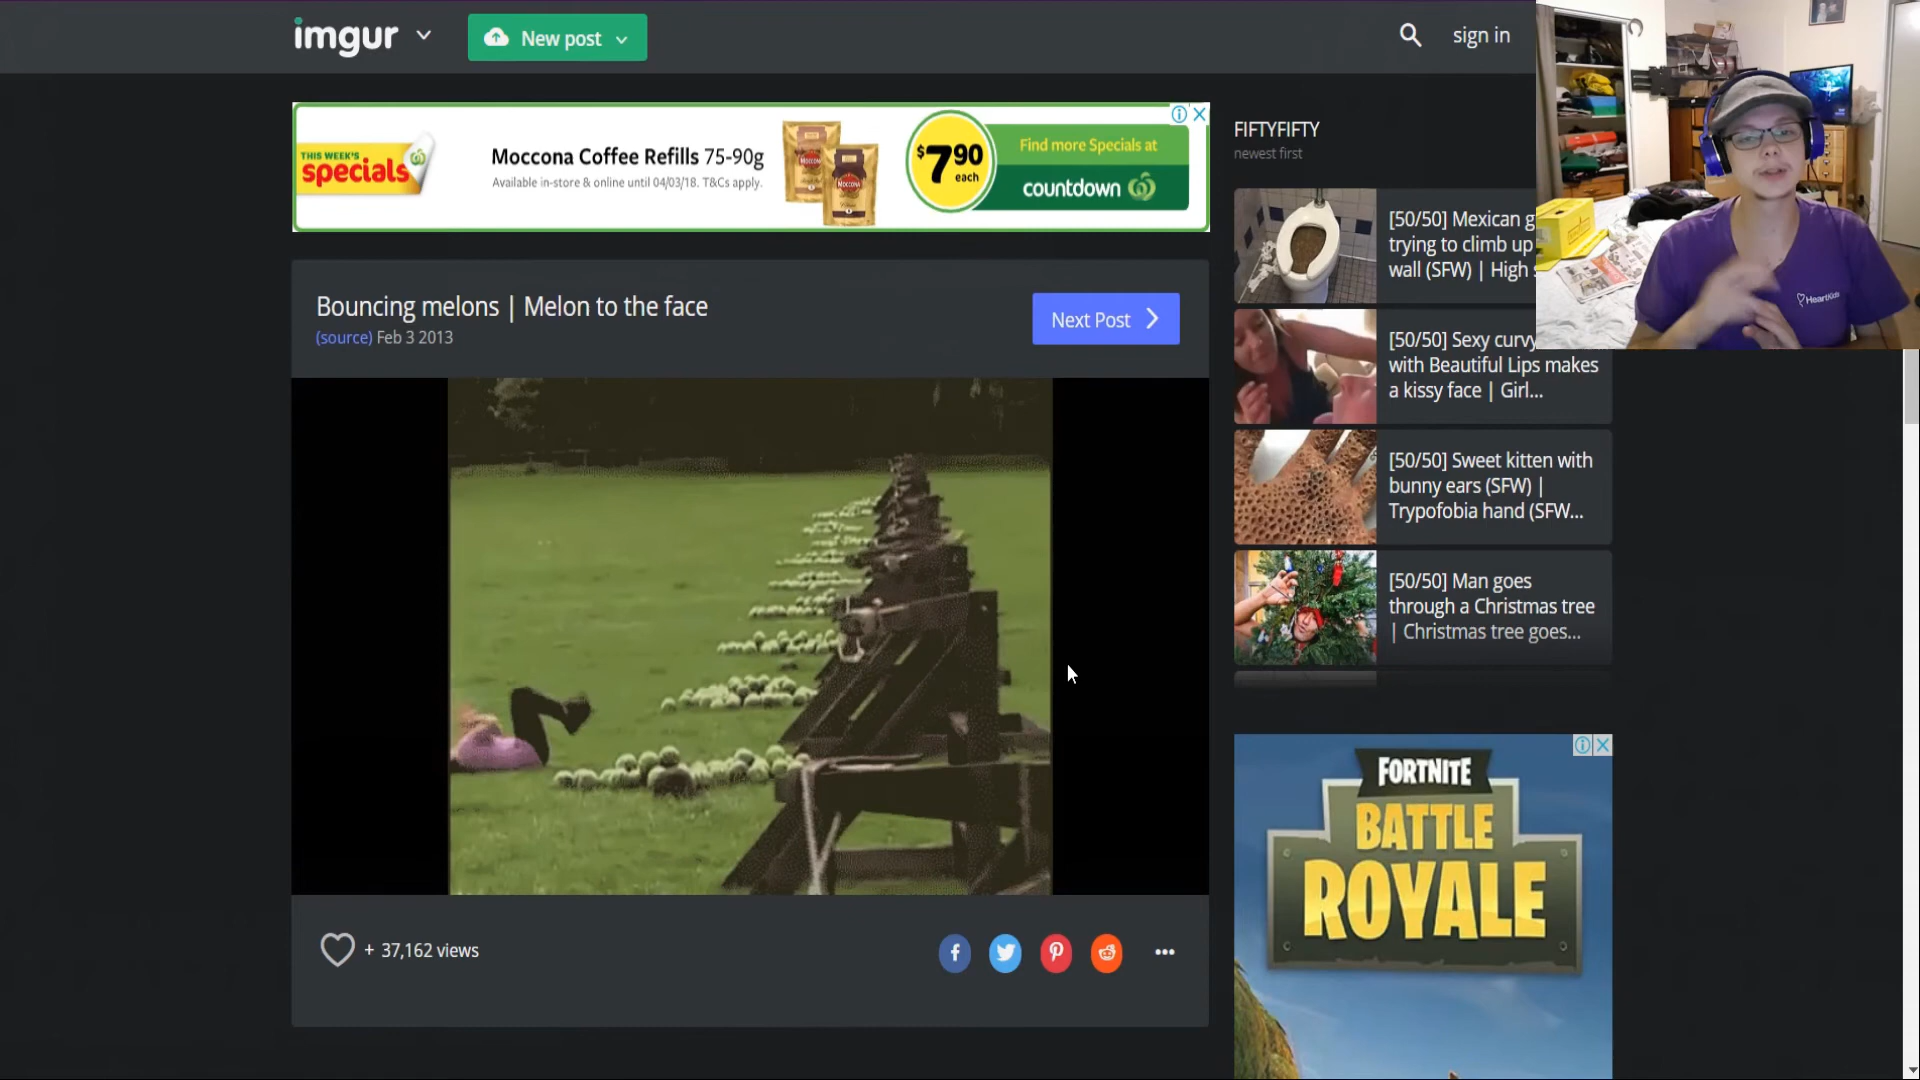 imgur
New post
sign in
THIS WEEK'S
specials
Moccona Coffee Refills 75-90g
Available in-store & online until 04/03/18. T&Cs apply.
$7.90
each
Find more Specials at
countdown
FIFTYFIFTY
newest first
[50/50] Mexican g
trying to climb up
wall (SFW) | High
[50/50] Sexy curvy
with Beautiful Lips makes
a kissy face | Girl...
[50/50] Sweet kitten with
bunny ears (SFW) |
Trypofobia hand (SFW...
[50/50] Man goes
through a Christmas tree
| Christmas tree goes...
Bouncing melons | Melon to the face
(source) Feb 3 2013
Next Post
HeartKids
+ 37,162 views
FORTNITE
BATTLE
ROYALE